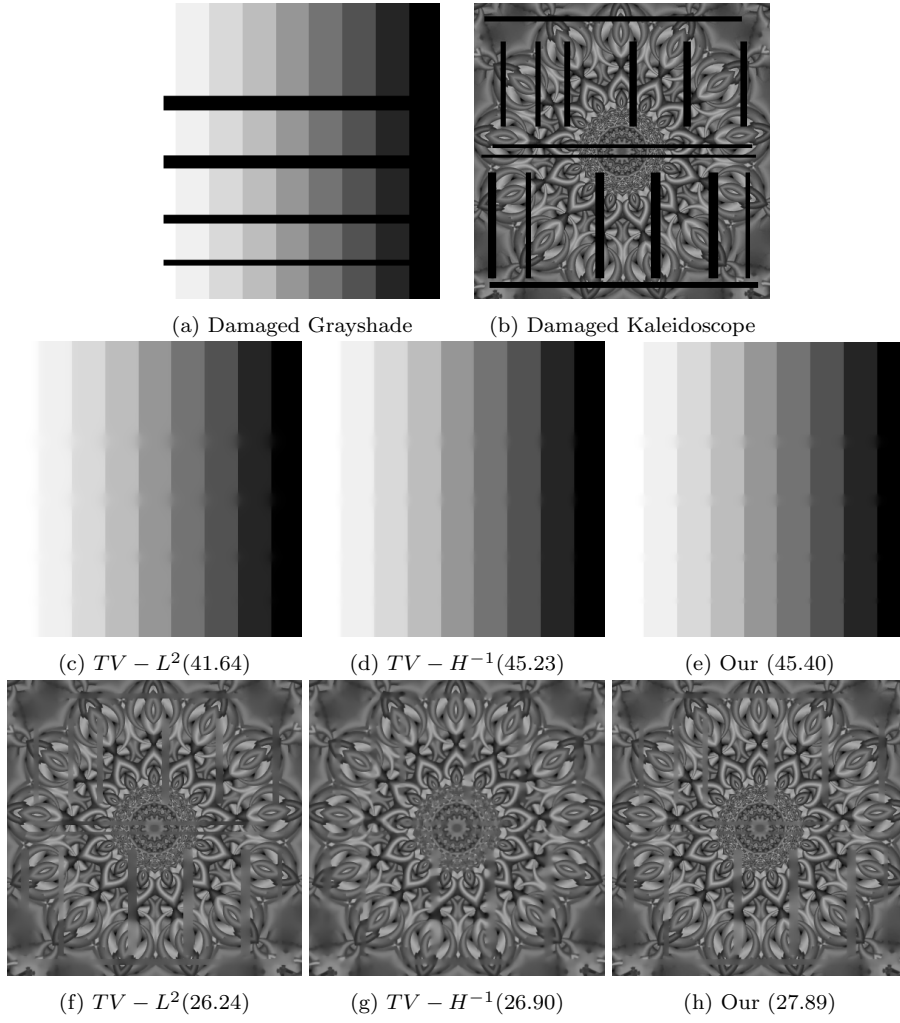 (a) Damaged Grayshade
(b) Damaged Kaleidoscope
(c) TV − L²(41.64)
(d) TV − H⁻¹(45.23)
(e) Our (45.40)
(f) TV − L²(26.24)
(g) TV − H⁻¹(26.90)
(h) Our (27.89)